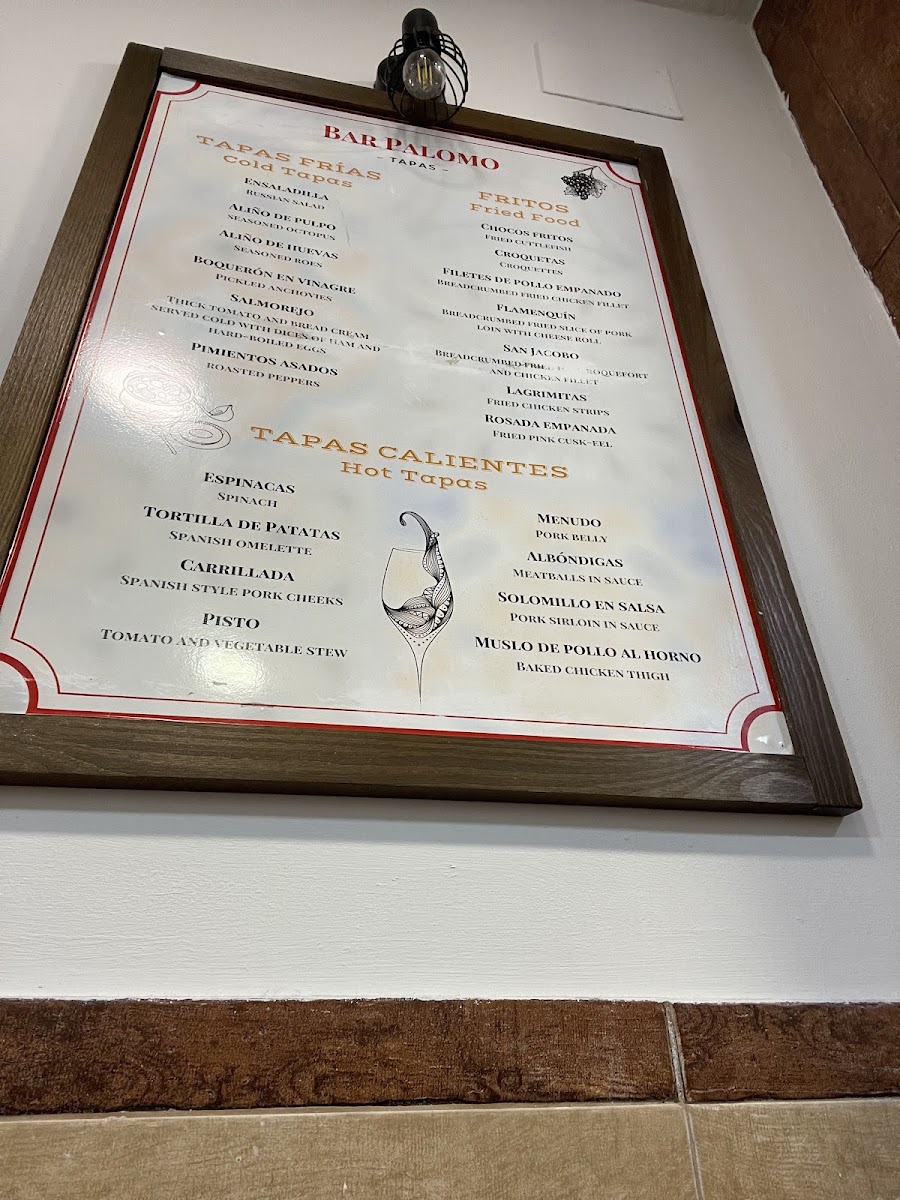 BAR PALOMO
- TAPAS -
TAPAS FRÍAS
Cold Tapas
ENSALADILLA
RUSSIAN SALAD
ALIÑO DE PULPO
SEASONED OCTOPUS
ALIÑO DE HUEVAS
SEASONED ROES
BOQUERÓN EN VINAGRE
PICKLED ANCHOVIES
SALMOREJO
THICK TOMATO AND BREAD CREAM
SERVED COLD WITH DICES OF HAM AND
HARD-BOILED EGGS
PIMIENTOS ASADOS
ROASTED PEPPERS
FRITOS
Fried Food
CHOCOS FRITOS
FRIED CUTTLEFISH
CROQUETAS
CROQUETTES
FILETES DE POLLO EMPANADO
BREADCRUMBED FRIED CHICKEN FILLET
FLAMENQUÍN
BREADCRUMBED FRIED SLICE OF PORK
LOIN WITH CHEESE ROLL
SAN JACOBO
BREADCRUMBED ROQUEFORT
AND CHICKEN FILLET
LAGRIMITAS
FRIED CHICKEN STRIPS
ROSADA EMPANADA
FRIED PINK CUSK-EEL
TAPAS CALIENTES
Hot Tapas
ESPINACAS
SPINACH
TORTILLA DE PATATAS
SPANISH OMELETTE
CARRILLADA
SPANISH STYLE PORK CHEEKS
PISTO
TOMATO AND VEGETABLE STEW
MENUDO
PORK BELLY
ALBÓNDIGAS
MEATBALLS IN SAUCE
SOLOMILLO EN SALSA
PORK SIRLOIN IN SAUCE
MUSLO DE POLLO AL HORNO
BAKED CHICKEN THIGH